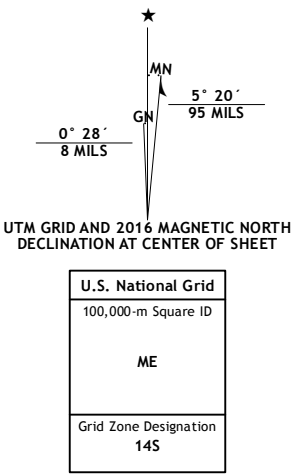 ★
MN
5° 20´
95 MILS
GN
0° 28´
8 MILS
UTM GRID AND 2016 MAGNETIC NORTH
DECLINATION AT CENTER OF SHEET
U.S. National Grid
100,000-m Square ID
ME
Grid Zone Designation
14S